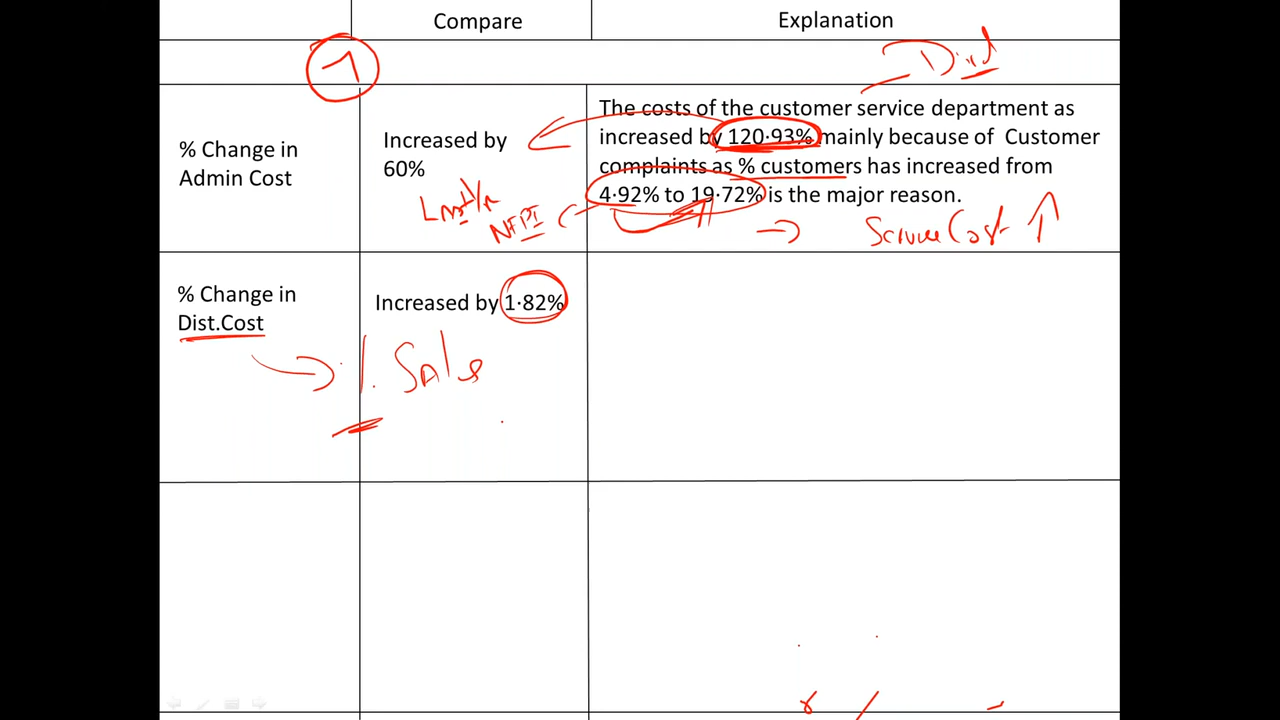 Compare
Explanation
Dird
% Change in
Admin Cost
Increased by
60%
The costs of the customer service department as
increased by 120·93% mainly because of Customer
complaints as % customers has increased from
4·92% to 19·72% is the major reason.
NFPI
Service Cost ↑
% Change in
Dist.Cost
Increased by 1·82%
Sales